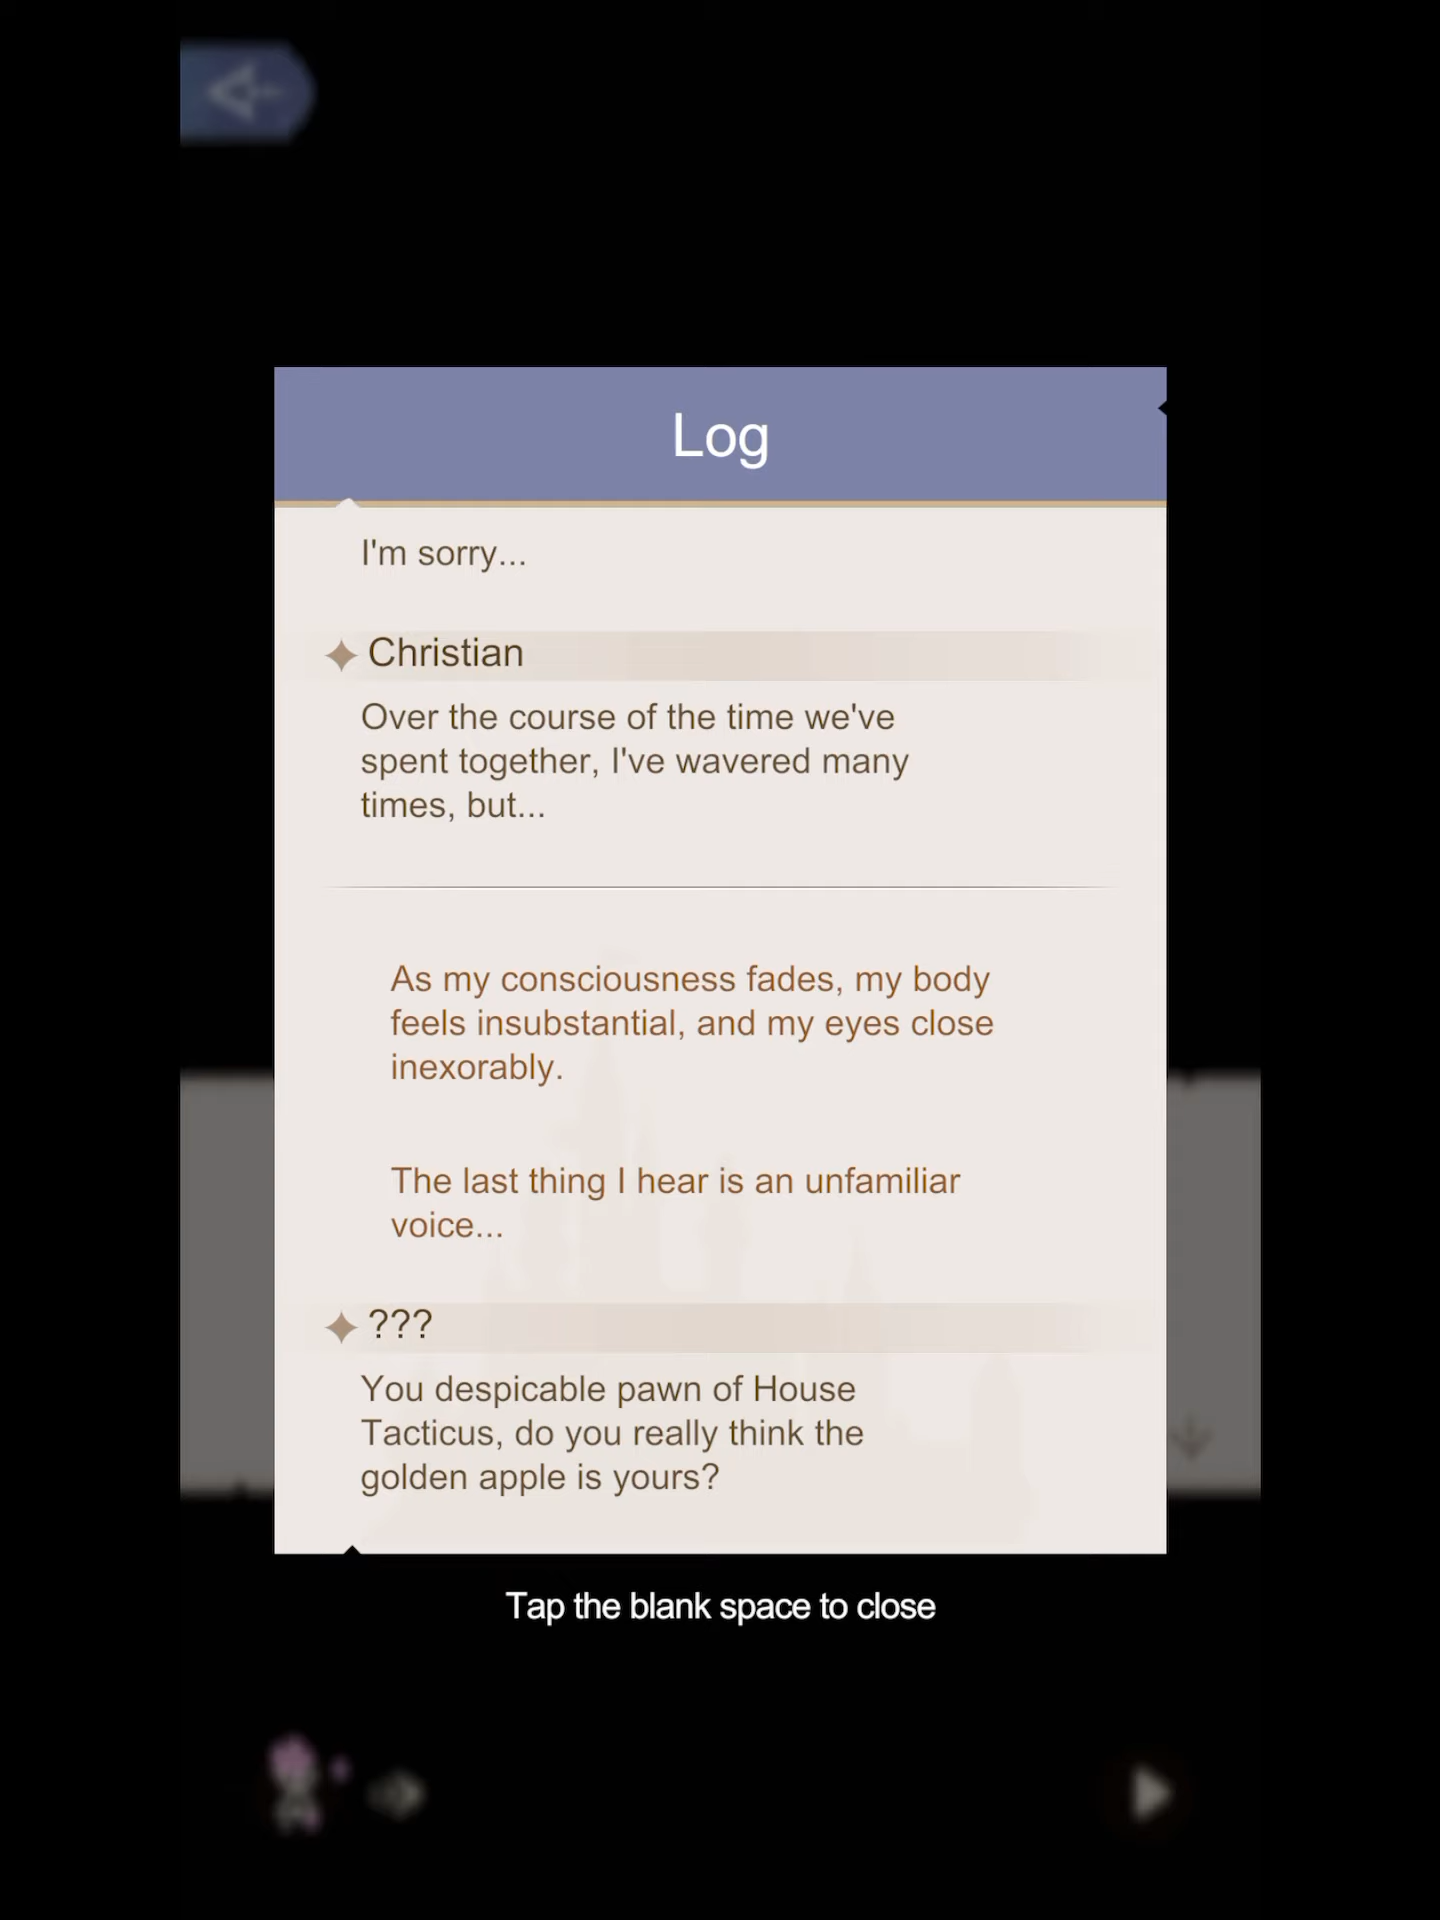 Log
I'm sorry...
Christian
Over the course of the time we've
spent together, I've wavered many
times, but...
As my consciousness fades, my body
feels insubstantial, and my eyes close
inexorably.
The last thing I hear is an unfamiliar
voice...
???
You despicable pawn of House
Tacticus, do you really think the
golden apple is yours?
Tap the blank space to close